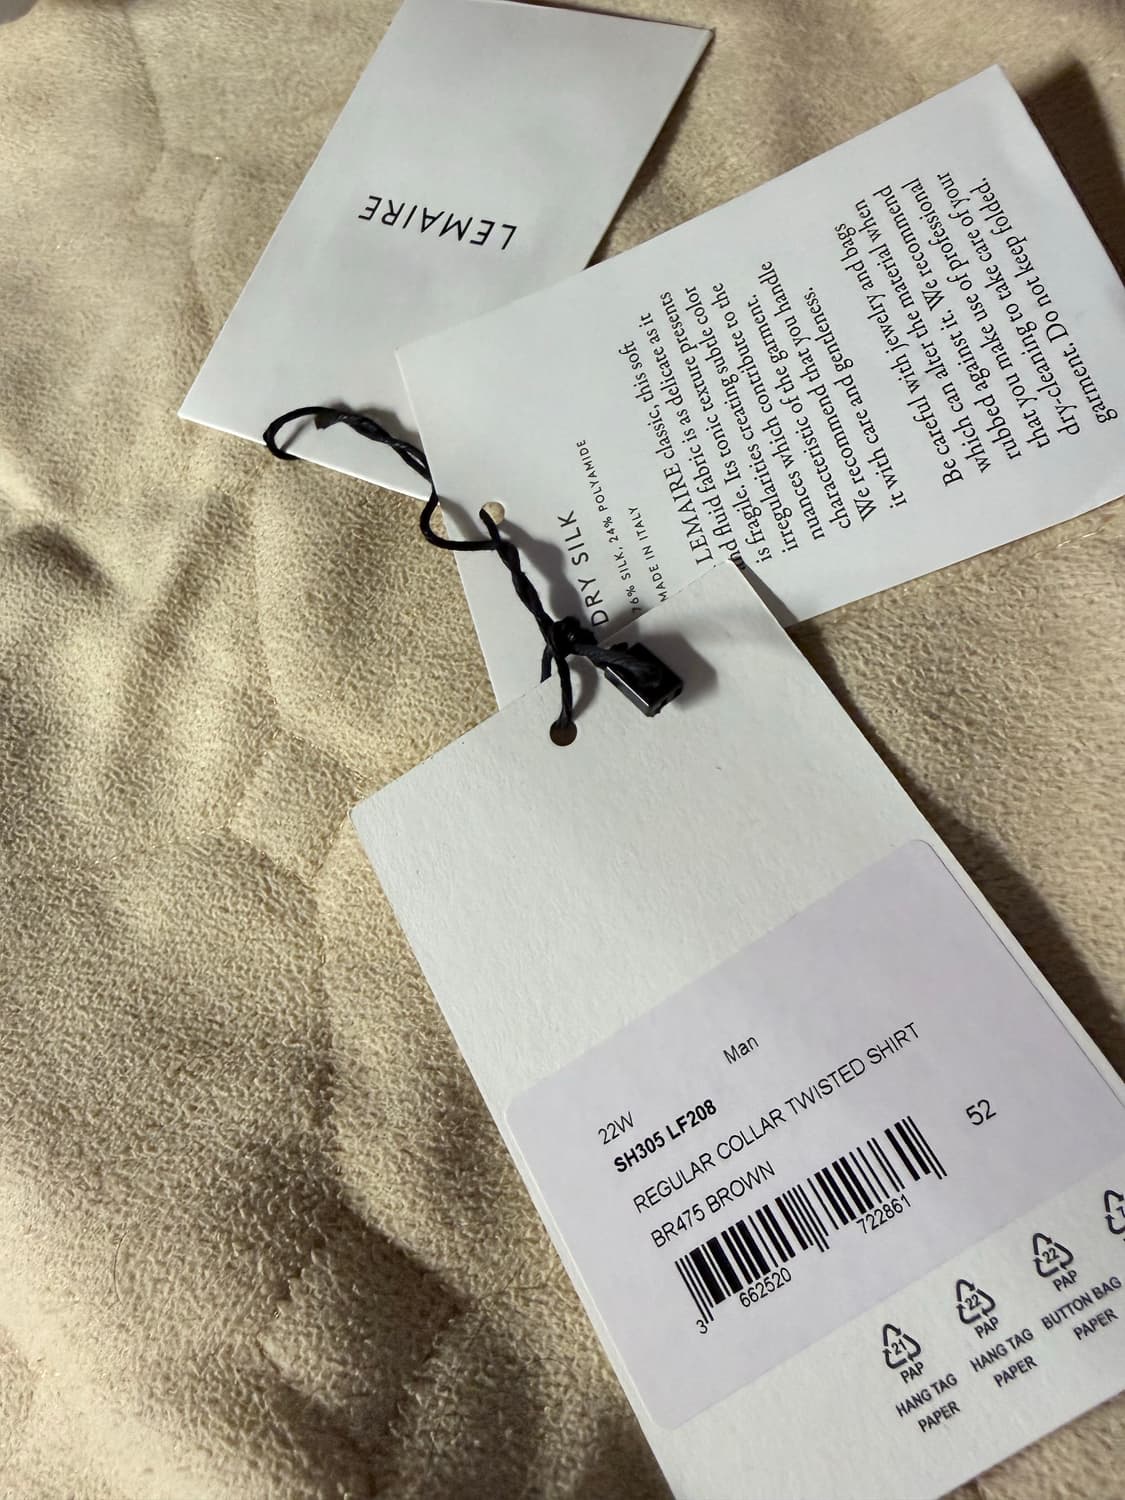 LEMAIRE
DRY SILK
76% SILK, 24% POLYAMIDE
MADE IN ITALY
LEMAIRE classic, this soft
and fluid fabric is as delicate as it
is fragile. Its tonic texture presents
irregularities creating subtle color
nuances which contribute to the
characteristic of the garment.
We recommend that you handle
it with care and gentleness.
Be careful with jewelry and bags
which can alter the material when
rubbed against it. We recommend
that you make use of professional
dry-cleaning to take care of your
garment. Do not keep folded.
Man
22W
SH305 LF208
REGULAR COLLAR TWISTED SHIRT
BR475 BROWN
52
3 662520 722861
21 22 22
PAP PAP PAP
HANG TAG HANG TAG BUTTON BAG
PAPER PAPER PAPER